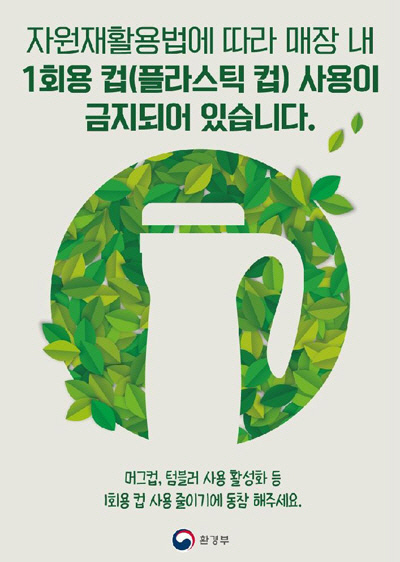 자원재활용법에 따라 매장 내
1회용 컵(플라스틱 컵) 사용이
금지되어 있습니다.
머그컵, 텀블러 사용 활성화 등
1회용 컵 사용 줄이기에 동참 해주세요.
환경부